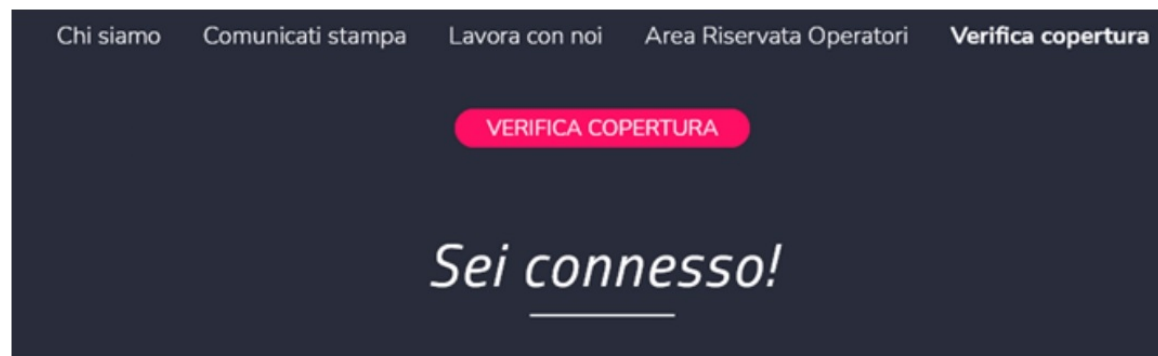 Chi siamo Comunicati stampa Lavora con noi Area Riservata Operatori Verifica copertura
VERIFICA COPERTURA
Sei connesso!